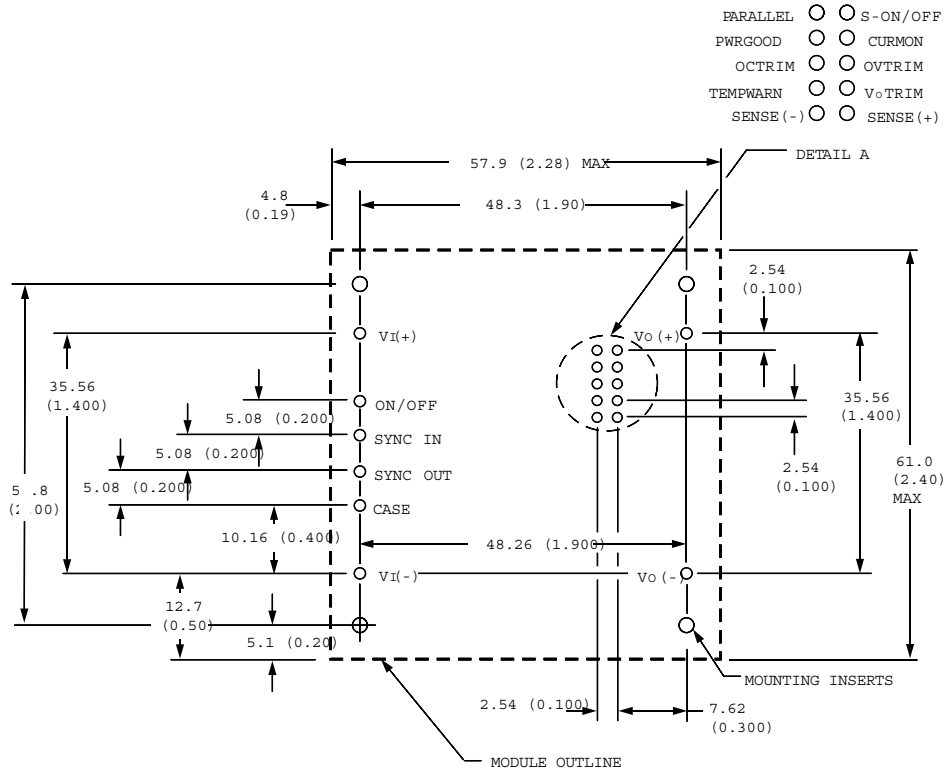 PARALLEL S-ON/OFF
PWRGOOD CURMON
OCTRIM OVTRIM
TEMPWARN VOTRIM
SENSE(-) SENSE(+)
DETAIL A
57.9 (2.28) MAX
4.8
(0.19)
48.3 (1.90)
2.54
(0.100)
VI(+)
VO(+)
35.56
(1.400)
ON/OFF
5.08 (0.200)
SYNC IN
5.08 (0.200)
SYNC OUT
5.08 (0.200)
CASE
35.56
(1.400)
2.54
(0.100)
61.0
(2.40)
MAX
10.16 (0.400)
48.26 (1.900)
VI(-)
VO(-)
12.7
(0.50)
5.1 (0.20)
MOUNTING INSERTS
2.54 (0.100)
7.62
(0.300)
MODULE OUTLINE